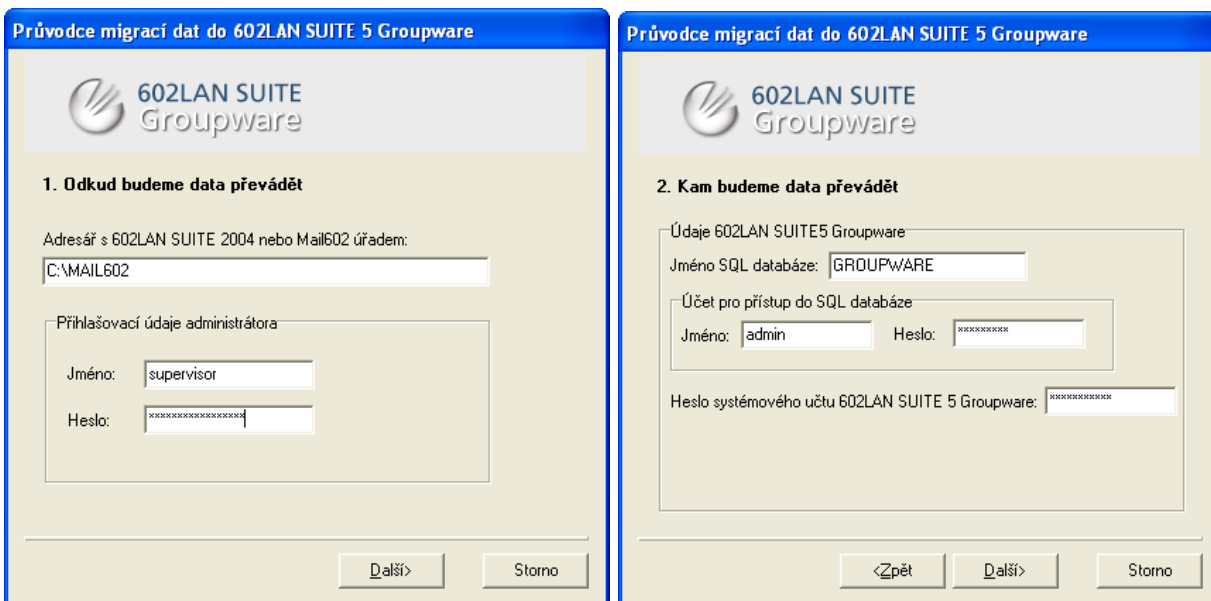 Průvodce migrací dat do 602LAN SUITE 5 Groupware
602LAN SUITE
Groupware
1. Odkud budeme data převádět
Adresář s 602LAN SUITE 2004 nebo Mail602 úřadem:
C:\MAIL602
Přihlašovací údaje administrátora
Jméno: supervisor
Heslo: *****************
Další>
Storno
Průvodce migrací dat do 602LAN SUITE 5 Groupware
602LAN SUITE
Groupware
2. Kam budeme data převádět
Údaje 602LAN SUITE5 Groupware
Jméno SQL databáze: GROUPWARE
Účet pro přístup do SQL databáze
Jméno: admin Heslo: *********
Heslo systémového učtu 602LAN SUITE 5 Groupware: ***********
<Zpět
Další>
Storno